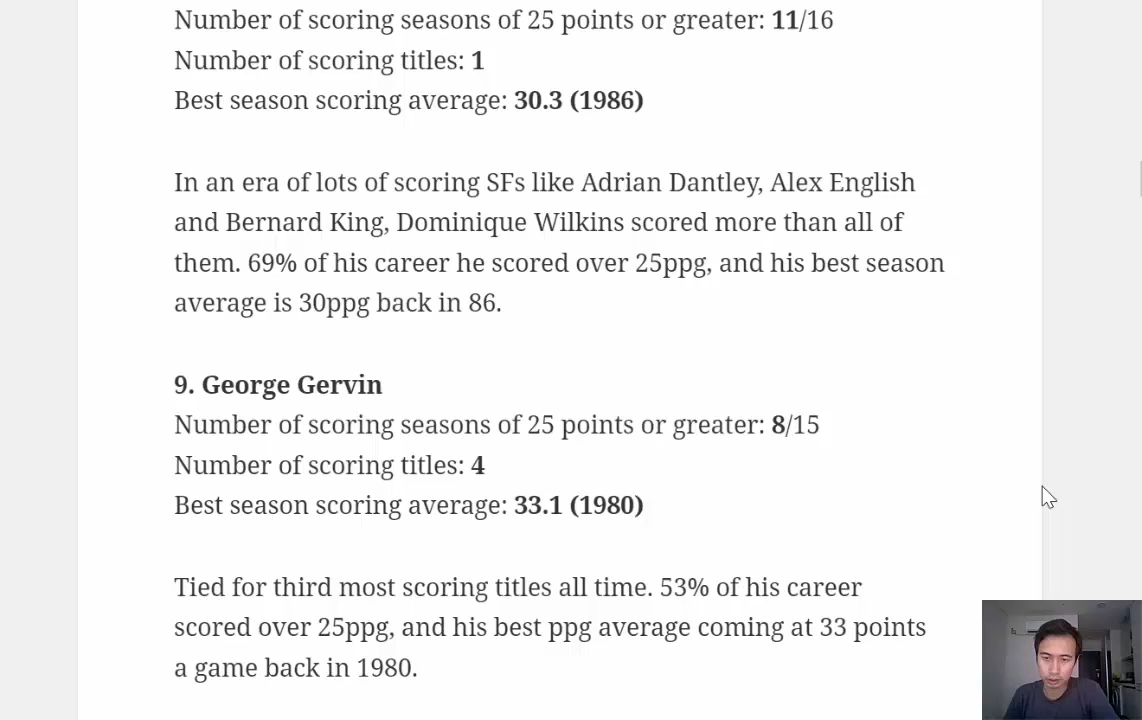 Number of scoring seasons of 25 points or greater: 11/16
Number of scoring titles: 1
Best season scoring average: 30.3 (1986)
In an era of lots of scoring SFs like Adrian Dantley, Alex English
and Bernard King, Dominique Wilkins scored more than all of
them. 69% of his career he scored over 25ppg, and his best season
average is 30ppg back in 86.
9. George Gervin
Number of scoring seasons of 25 points or greater: 8/15
Number of scoring titles: 4
Best season scoring average: 33.1 (1980)
Tied for third most scoring titles all time. 53% of his career
scored over 25ppg, and his best ppg average coming at 33 points
a game back in 1980.